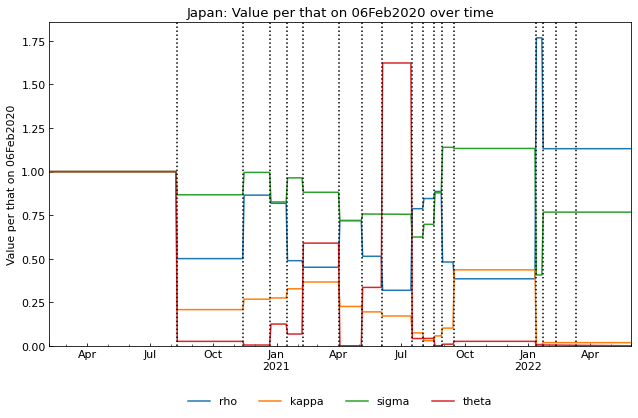 Japan: Value per that on 06Feb2020 over time
Value per that on 06Feb2020
1.75
1.50
1.25
1.00
0.75
0.50
0.25
0.00
Apr Jul Oct Jan Apr Jul Oct Jan Apr
2021 2022
rho kappa sigma theta